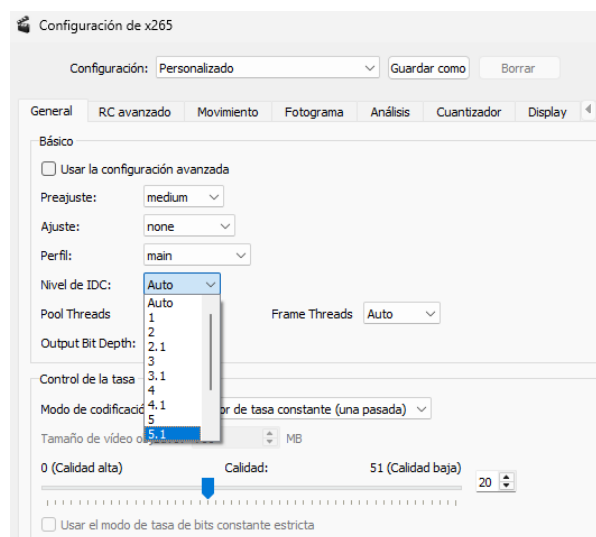 Configuración de x265
Configuración: Personalizado Guardar como Borrar
General RC avanzado Movimiento Fotograma Análisis Cuantizador Display
Básico
Usar la configuración avanzada
Preajuste: medium
Ajuste: none
Perfil: main
Nivel de IDC: Auto
Auto
1
2
2.1
3
3.1
4
4.1
5
5.1
Pool Threads Frame Threads Auto
Output Bit Depth:
Control de la tasa
Modo de codificació or de tasa constante (una pasada)
Tamaño de vídeo o MB
0 (Calidad alta) Calidad: 51 (Calidad baja)
20
Usar el modo de tasa de bits constante estricta